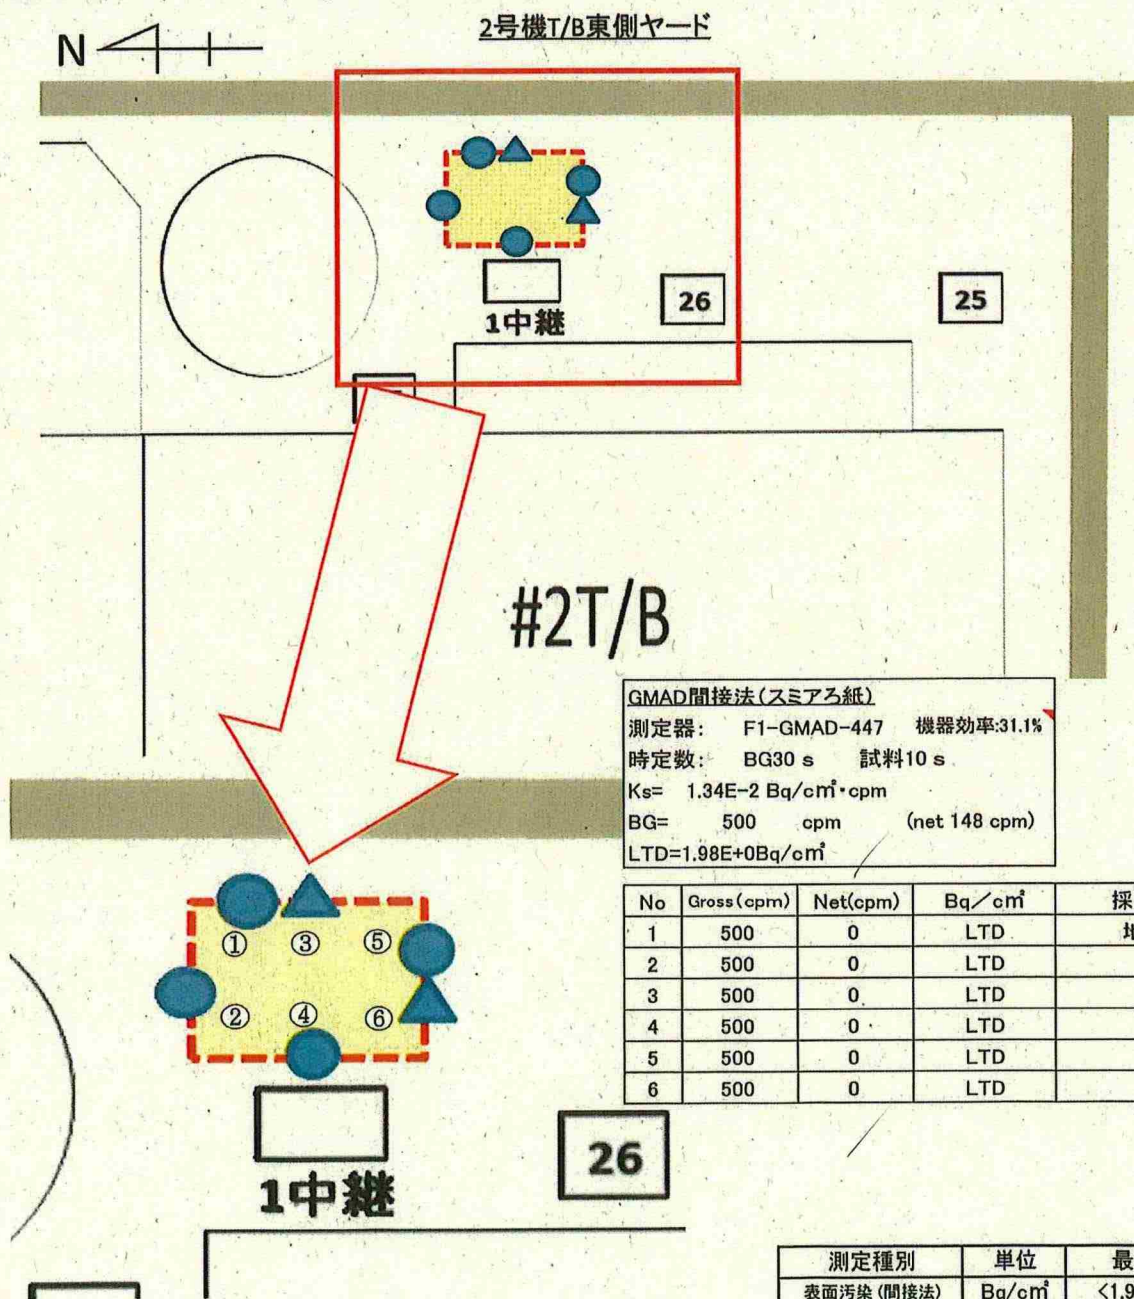 2号機T/B東側ヤード
N
26
25
1中継
#2T/B
GMAD間接法(スミアろ紙)
測定器: F1-GMAD-447 機器効率:31.1%
時定数: BG30 s 試料10 s
Ks= 1.34E-2 Bq/c㎡・cpm
BG= 500 cpm (net 148 cpm)
LTD=1.98E+0Bq/c㎡
No Gross(cpm) Net(cpm) Bq/c㎡ 採
1 500 0 LTD
2 500 0 LTD
3 500 0 LTD
4 500 0 LTD
5 500 0 LTD
6 500 0 LTD
① ③ ⑤
② ④ ⑥
1中継
26
測定種別 単位 最
表面汚染(間接法) Bq/c㎡ <1.9